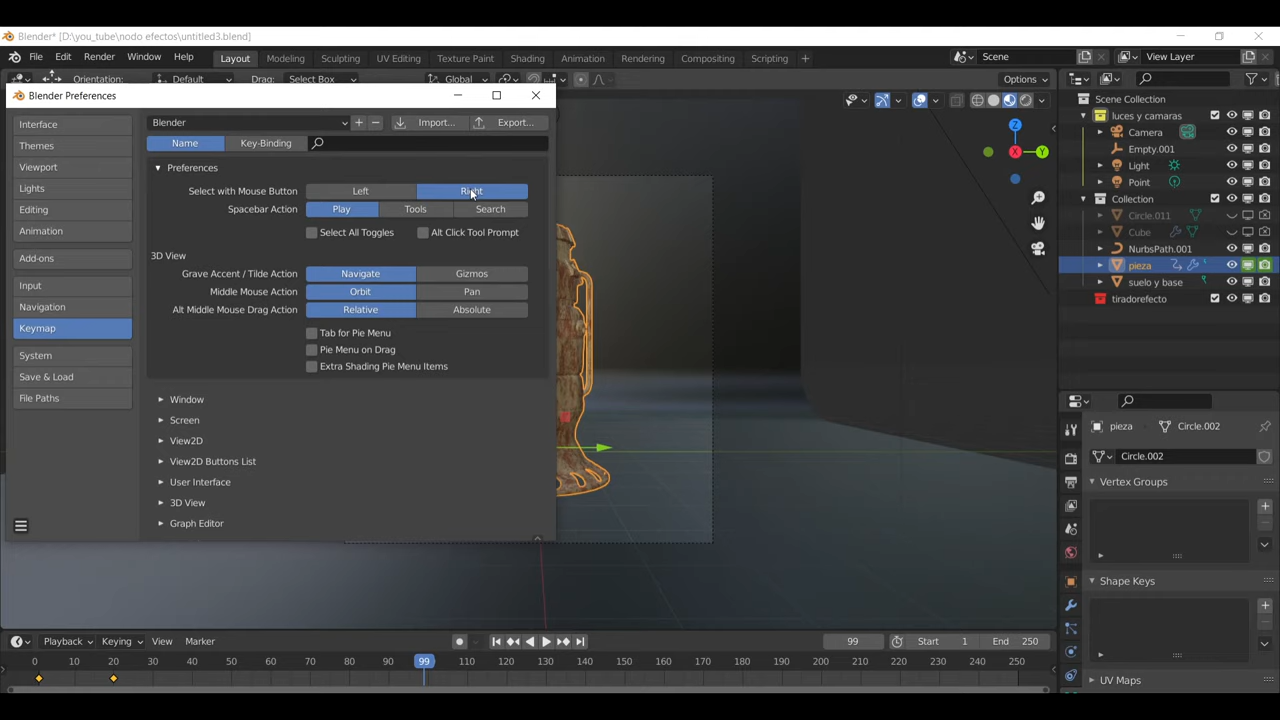 Blender* [D:\you_tube\nodo efectos\untitled3.blend]
File Edit Render Window Help Layout Modeling Sculpting UV Editing Texture Paint Shading Animation Rendering Compositing Scripting + Scene View Layer
Orientation: Default Drag: Select Box Global Options
Blender Preferences
Interface
Themes
Viewport
Lights
Editing
Animation
Add-ons
Input
Navigation
Keymap
System
Save & Load
File Paths
Blender Import... Export...
Name Key-Binding
Preferences
Select with Mouse Button Left Right
Spacebar Action Play Tools Search
Select All Toggles Alt Click Tool Prompt
3D View
Grave Accent / Tilde Action Navigate Gizmos
Middle Mouse Action Orbit Pan
Alt Middle Mouse Drag Action Relative Absolute
Tab for Pie Menu
Pie Menu on Drag
Extra Shading Pie Menu Items
Window
Screen
View2D
View2D Buttons List
User Interface
3D View
Graph Editor
Z
X Y
Scene Collection
luces y camaras
Camera
Empty.001
Light
Point
Collection
Circle.011
Cube
NurbsPath.001
pieza
suelo y base
tiradorefecto
pieza Circle.002
Circle.002
Vertex Groups
Shape Keys
UV Maps
Playback Keying View Marker 99 Start 1 End 250
0 10 20 30 40 50 60 70 80 90 99 110 120 130 140 150 160 170 180 190 200 210 220 230 240 250